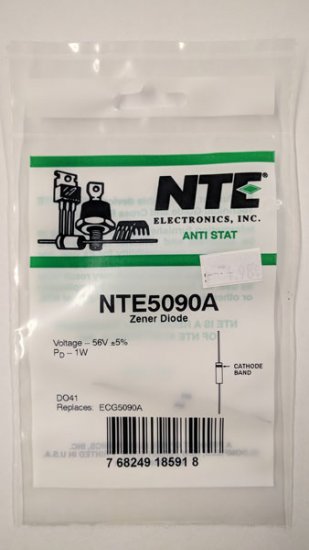 NTE®
ELECTRONICS, INC.
ANTI STAT
NTE5090A
Zener Diode
Voltage – 56V ±5%
PD – 1W
CATHODE
BAND
DO41
Replaces: ECG5090A
7 68249 18591 8